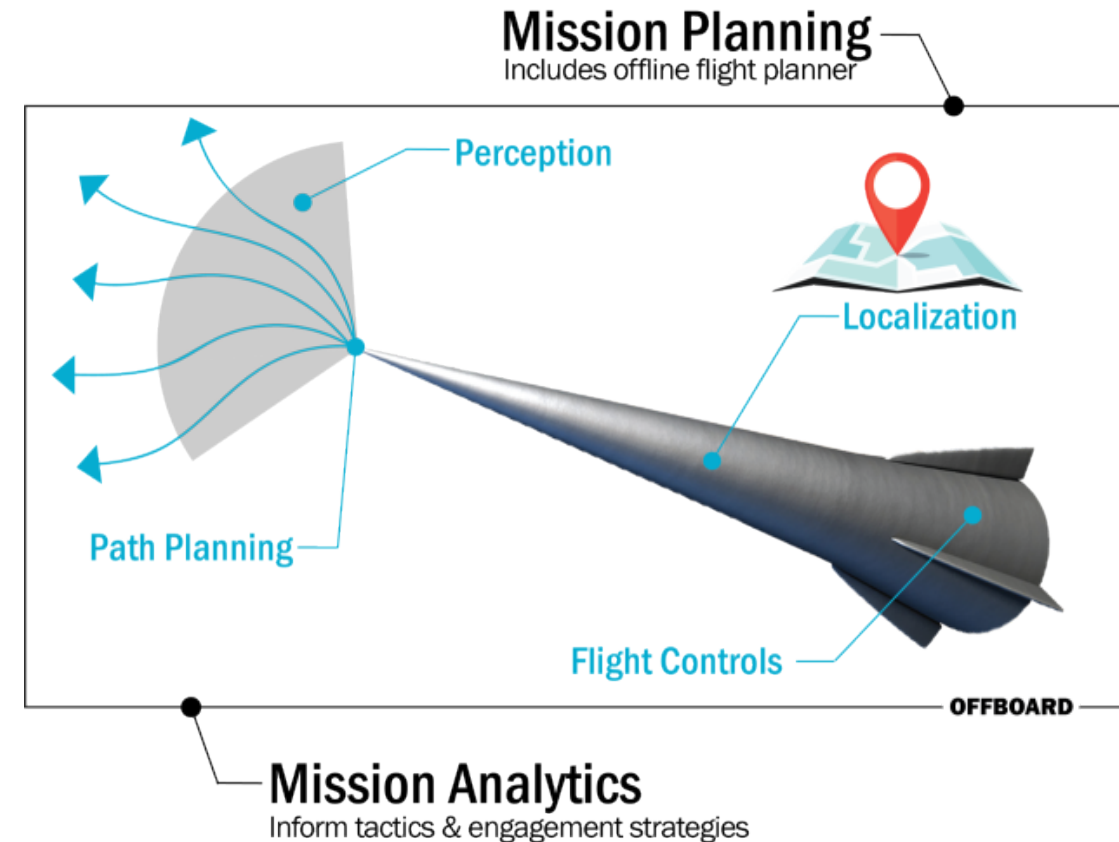 Mission Planning
Includes offline flight planner
Perception
Localization
Path Planning
Flight Controls
OFFBOARD
Mission Analytics
Inform tactics & engagement strategies